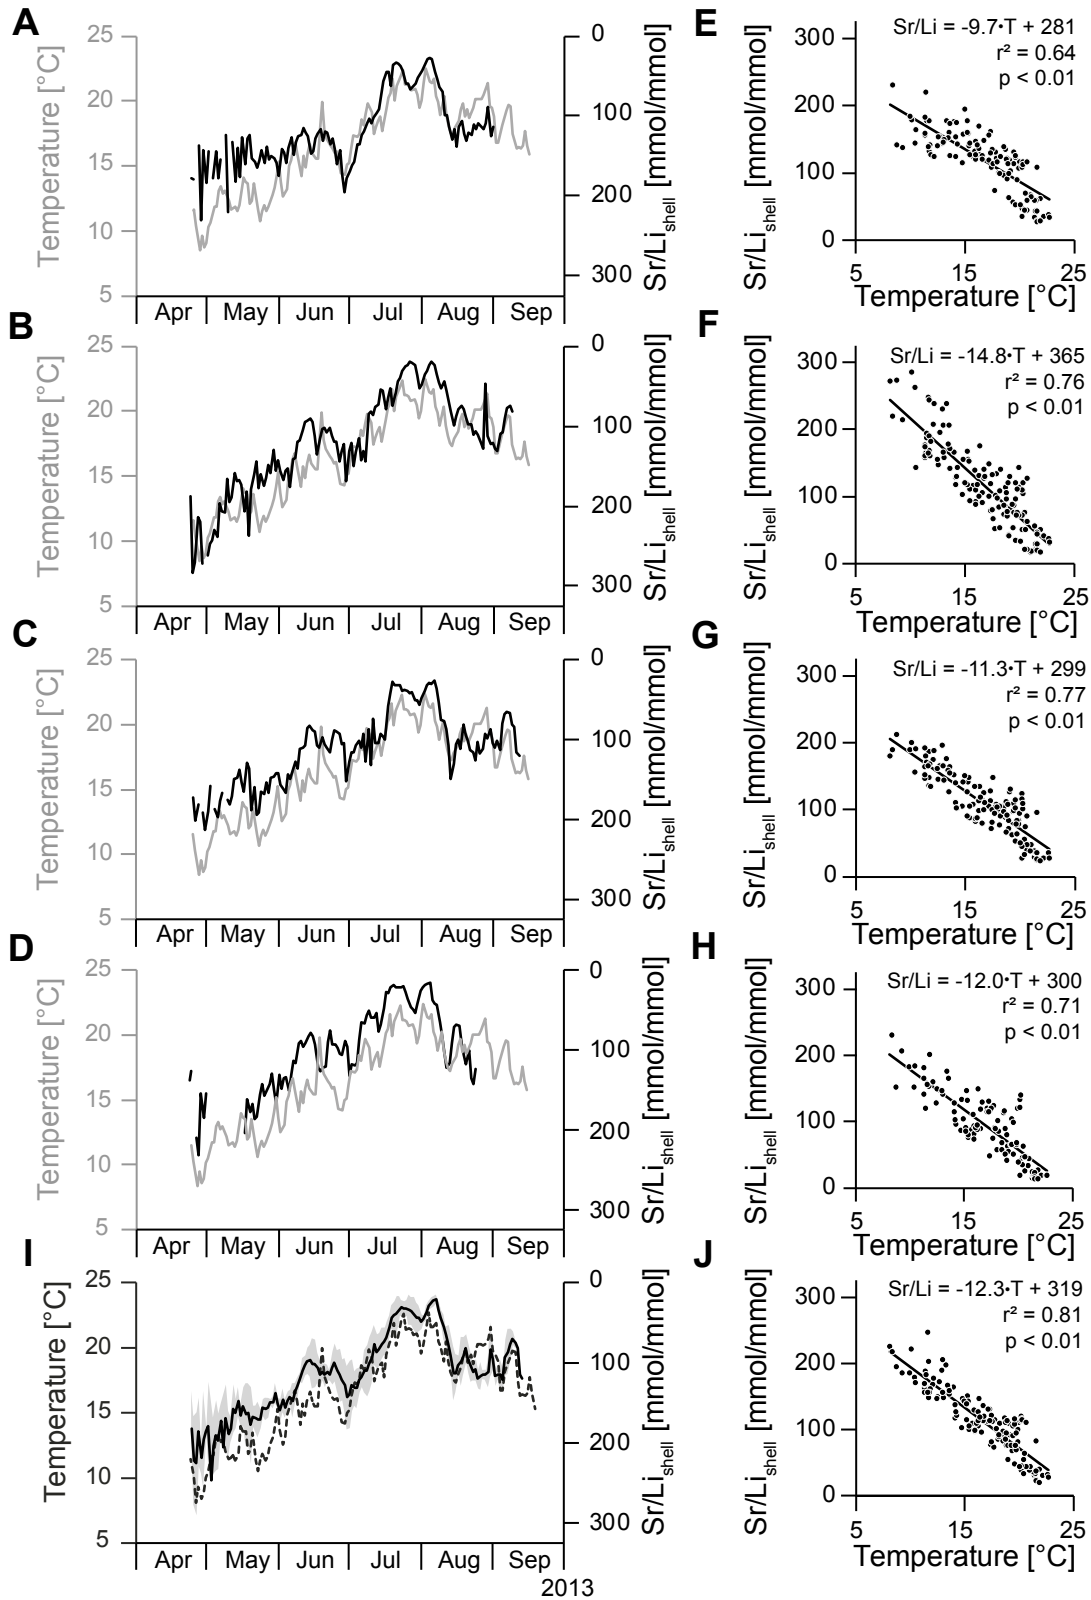 A
Temperature [°C]
25
20
15
10
5
0
100
200
300
Sr/Lishell [mmol/mmol]
Apr May Jun Jul Aug Sep
E
Sr/Li = -9.7·T + 281
r² = 0.64
p < 0.01
Sr/Lishell [mmol/mmol]
300
200
100
0
5 15 25
Temperature [°C]
B
Temperature [°C]
25
20
15
10
5
0
100
200
300
Sr/Lishell [mmol/mmol]
Apr May Jun Jul Aug Sep
F
Sr/Li = -14.8·T + 365
r² = 0.76
p < 0.01
Sr/Lishell [mmol/mmol]
300
200
100
0
5 15 25
Temperature [°C]
C
Temperature [°C]
25
20
15
10
5
0
100
200
300
Sr/Lishell [mmol/mmol]
Apr May Jun Jul Aug Sep
G
Sr/Li = -11.3·T + 299
r² = 0.77
p < 0.01
Sr/Lishell [mmol/mmol]
300
200
100
0
5 15 25
Temperature [°C]
D
Temperature [°C]
25
20
15
10
5
0
100
200
300
Sr/Lishell [mmol/mmol]
Apr May Jun Jul Aug Sep
H
Sr/Li = -12.0·T + 300
r² = 0.71
p < 0.01
Sr/Lishell [mmol/mmol]
300
200
100
0
5 15 25
Temperature [°C]
I
Temperature [°C]
25
20
15
10
5
0
100
200
300
Sr/Lishell [mmol/mmol]
Apr May Jun Jul Aug Sep
2013
J
Sr/Li = -12.3·T + 319
r² = 0.81
p < 0.01
Sr/Lishell [mmol/mmol]
300
200
100
0
5 15 25
Temperature [°C]